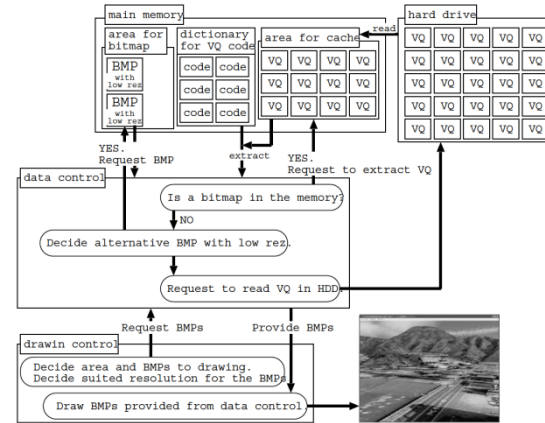 main memory
hard drive
area for
bitmap
dictionary
for VQ code
area for cache
read
BMP
with
low rez
BMP
with
low rez
code code
code code
code code
VQ VQ VQ VQ
VQ VQ VQ VQ
VQ VQ VQ VQ
VQ VQ VQ VQ VQ
VQ VQ VQ VQ VQ
VQ VQ VQ VQ VQ
VQ VQ VQ VQ VQ
VQ VQ VQ VQ VQ
YES.
Request BMP
extract
YES.
Request to extract VQ
data control
Is a bitmap in the memory?
NO
Decide alternative BMP with low rez.
Request to read VQ in HDD.
Request BMPs
Provide BMPs
drawin control
Decide area and BMPs to drawing.
Decide suited resolution for the BMPs
Draw BMPs provided from data control.